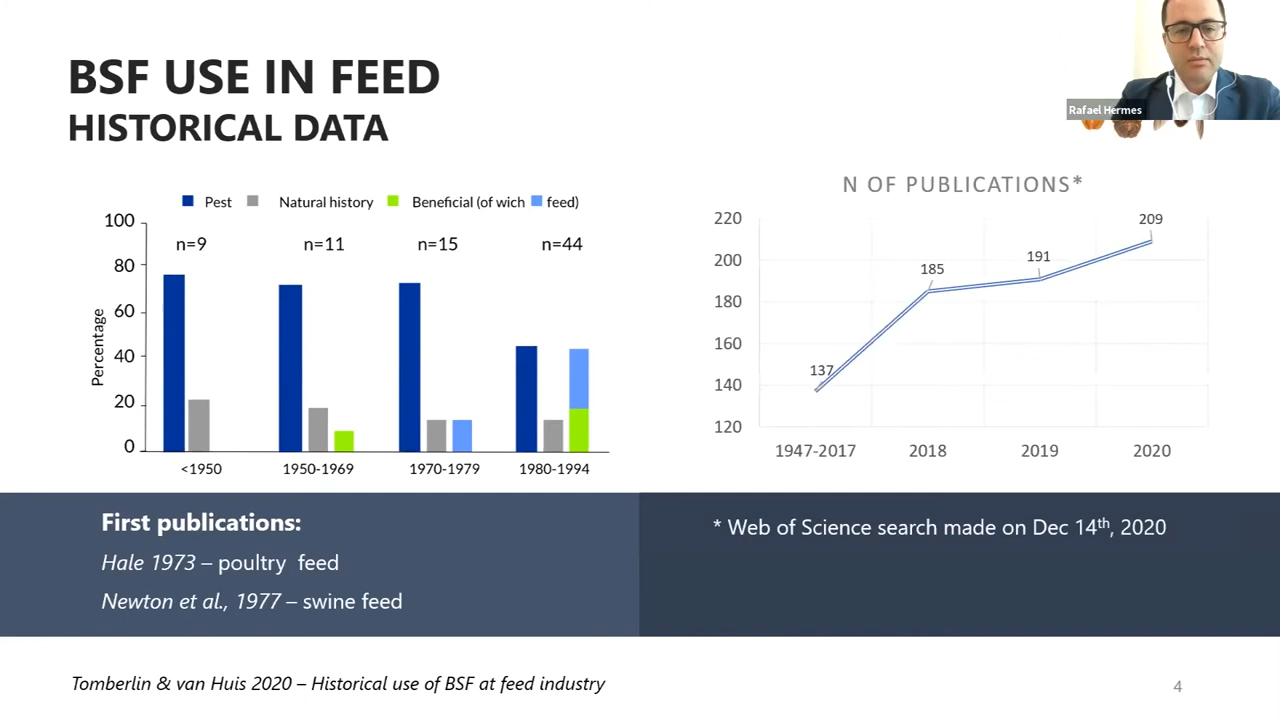 BSF USE IN FEED
HISTORICAL DATA
Rafael Hermes
Pest Natural history Beneficial (of wich feed)
100
80
60
40
20
0
Percentage
n=9 n=11 n=15 n=44
<1950 1950-1969 1970-1979 1980-1994
N OF PUBLICATIONS*
220
200
180
160
140
120
137
185
191
209
1947-2017 2018 2019 2020
First publications:
Hale 1973 – poultry feed
Newton et al., 1977 – swine feed
* Web of Science search made on Dec 14th, 2020
Tomberlin & van Huis 2020 – Historical use of BSF at feed industry
4